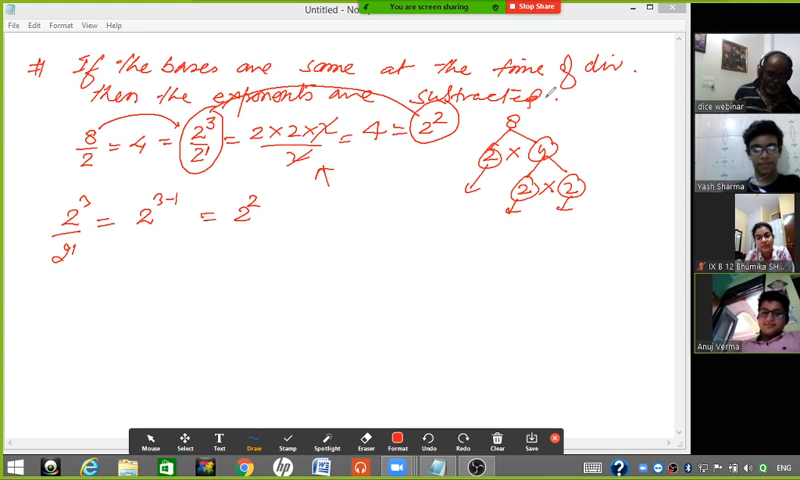 Untitled - No
You are screen sharing
Stop Share
File Edit Format View Help
# If the bases are same at the time of div.
then the exponents are subtracted.
8/2 = 4 = 2^3/2^1 = 2 × 2 × 2/2 = 4 = 2^2
8
2 × 4
2 × 2
2^3/2^1 = 2^3-1 = 2^2
dice webinar
Yash Sharma
IX B 12 Bhumika SH...
Anuj Verma
Mouse Select Text Draw Stamp Spotlight Eraser Format Undo Redo Clear Save
hp
ENG